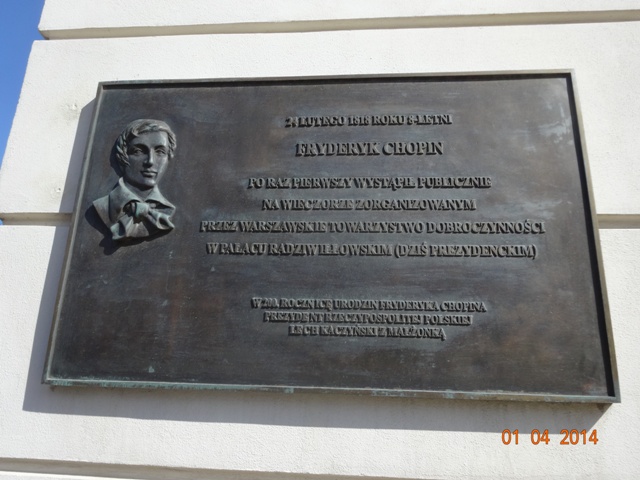 24 LUTEGO 1818 ROKU 8-LETNI
FRYDERYK CHOPIN
PO RAZ PIERWSZY WYSTĄPIŁ PUBLICZNIE
NA WIECZORZE ZORGANIZOWANYM
PRZEZ WARSZAWSKIE TOWARZYSTWO DOBROCZYNNOŚCI
W PAŁACU RADZIWIŁŁOWSKIM (DZIŚ PREZYDENCKIM)
W 200. ROCZNICĘ URODZIN FRYDERYKA CHOPINA
PREZYDENT RZECZYPOSPOLITEJ POLSKIEJ
LECH KACZYŃSKI Z MAŁŻONKĄ
01 04 2014